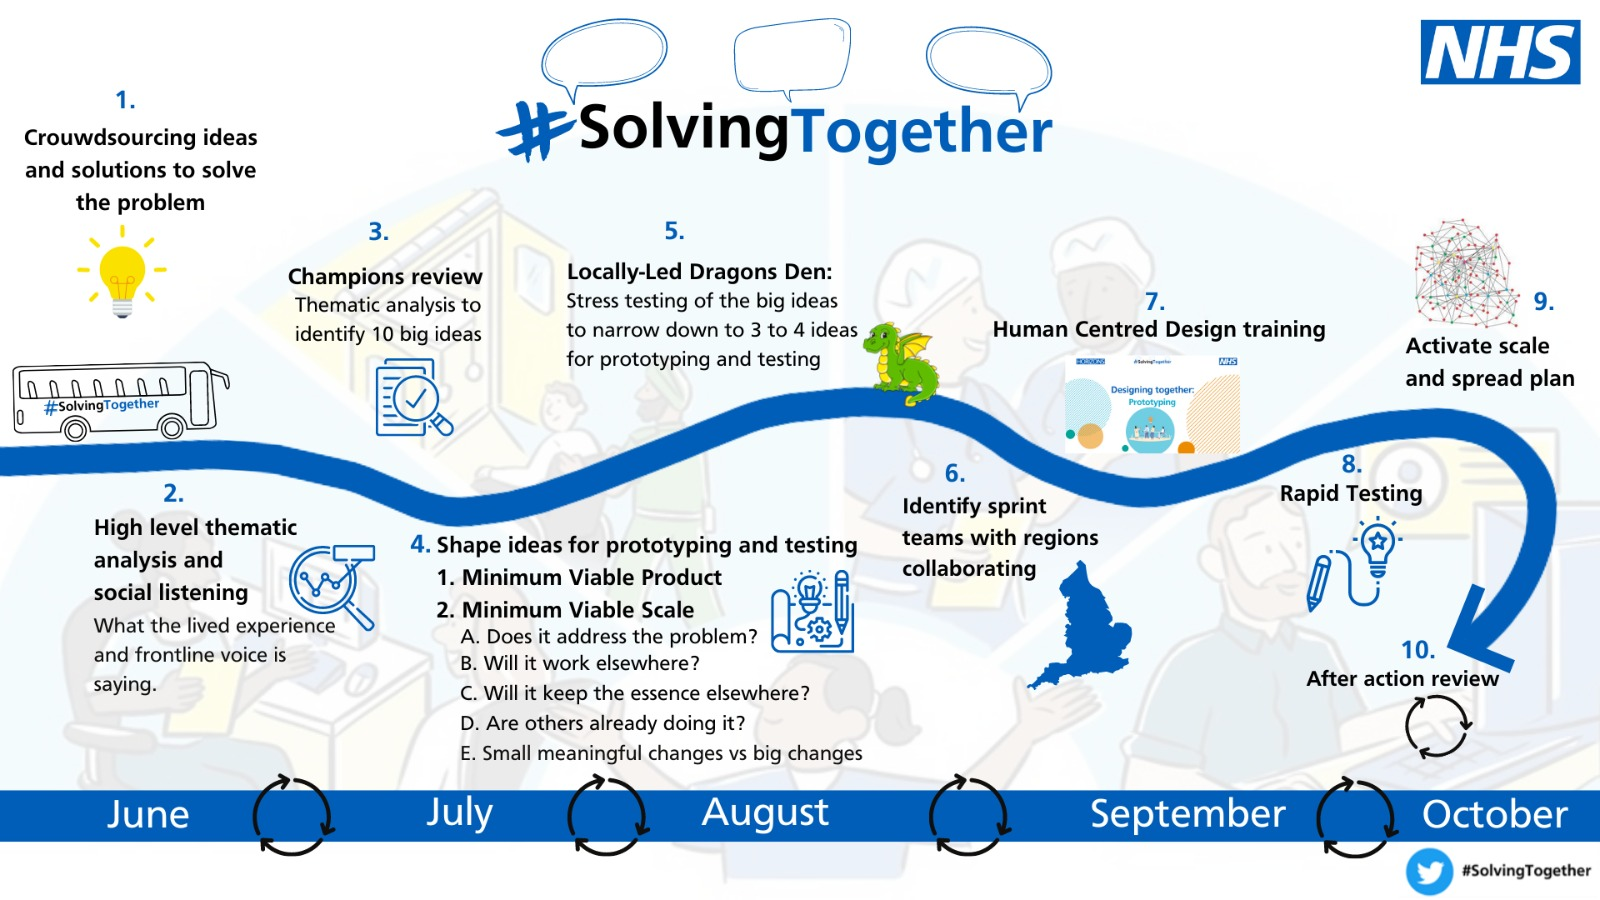 NHS
#SolvingTogether
1.
Crouwdsourcing ideas
and solutions to solve
the problem
#SolvingTogether
2.
High level thematic
analysis and
social listening
What the lived experience
and frontline voice is
saying.
3.
Champions review
Thematic analysis to
identify 10 big ideas
4. Shape ideas for prototyping and testing
1. Minimum Viable Product
2. Minimum Viable Scale
A. Does it address the problem?
B. Will it work elsewhere?
C. Will it keep the essence elsewhere?
D. Are others already doing it?
E. Small meaningful changes vs big changes
5.
Locally-Led Dragons Den:
Stress testing of the big ideas
to narrow down to 3 to 4 ideas
for prototyping and testing
6.
Identify sprint
teams with regions
collaborating
7.
Human Centred Design training
HORIZONS #SolvingTogether NHS
Designing together:
Prototyping
8.
Rapid Testing
9.
Activate scale
and spread plan
10.
After action review
June July August September October
#SolvingTogether